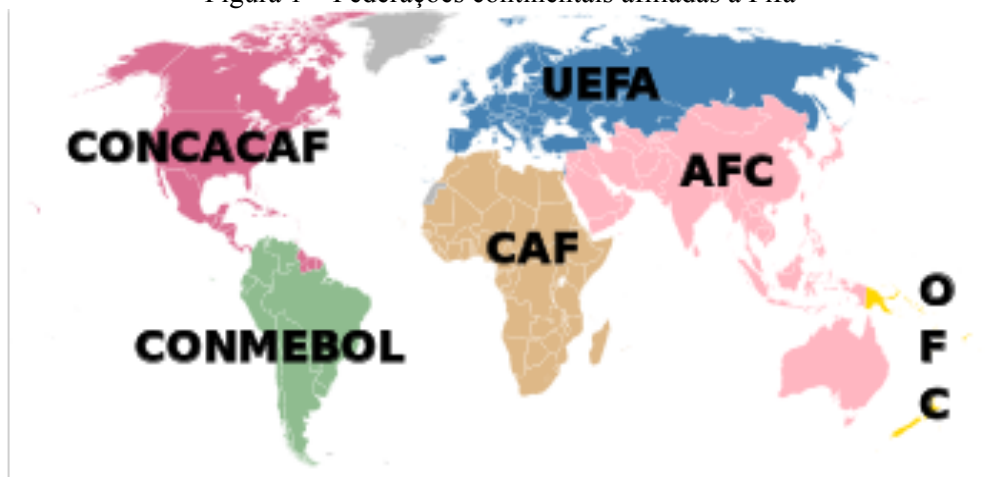 Figura 1 – Federações continentais afiliadas à Fifa
UEFA
CONCACAF
AFC
CAF
O
F
C
CONMEBOL